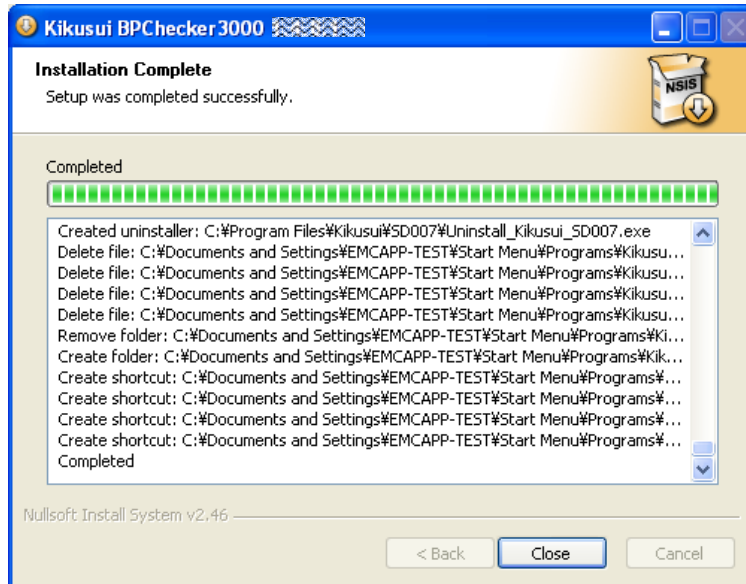 Kikusui BPChecker3000
Installation Complete
Setup was completed successfully.
NSIS
Completed
Created uninstaller: C:¥Program Files¥Kikusui¥SD007¥Uninstall_Kikusui_SD007.exe
Delete file: C:¥Documents and Settings¥EMCAPP-TEST¥Start Menu¥Programs¥Kikusu...
Delete file: C:¥Documents and Settings¥EMCAPP-TEST¥Start Menu¥Programs¥Kikusu...
Delete file: C:¥Documents and Settings¥EMCAPP-TEST¥Start Menu¥Programs¥Kikusu...
Delete file: C:¥Documents and Settings¥EMCAPP-TEST¥Start Menu¥Programs¥Kikusu...
Remove folder: C:¥Documents and Settings¥EMCAPP-TEST¥Start Menu¥Programs¥Ki...
Create folder: C:¥Documents and Settings¥EMCAPP-TEST¥Start Menu¥Programs¥Kik...
Create shortcut: C:¥Documents and Settings¥EMCAPP-TEST¥Start Menu¥Programs¥...
Create shortcut: C:¥Documents and Settings¥EMCAPP-TEST¥Start Menu¥Programs¥...
Create shortcut: C:¥Documents and Settings¥EMCAPP-TEST¥Start Menu¥Programs¥...
Create shortcut: C:¥Documents and Settings¥EMCAPP-TEST¥Start Menu¥Programs¥...
Completed
Nullsoft Install System v2.46
< Back Close Cancel